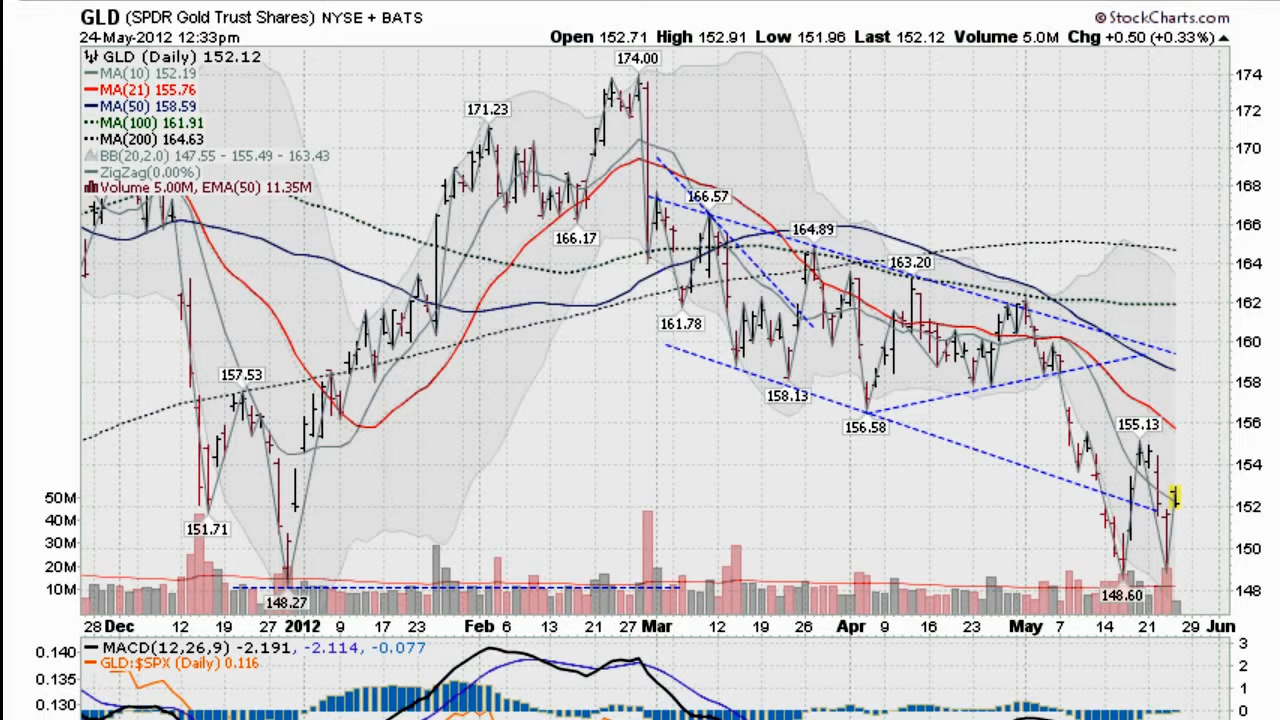 GLD (SPDR Gold Trust Shares) NYSE + BATS
© StockCharts.com
24-May-2012 12:33pm
Open 152.71 High 152.91 Low 151.96 Last 152.12 Volume 5.0M Chg +0.50 (+0.33%)
GLD (Daily) 152.12
MA(10) 152.19
MA(21) 155.76
MA(50) 158.59
MA(100) 161.91
MA(200) 164.63
BB(20,2.0) 147.55 - 155.49 - 163.43
ZigZag(0.00%)
Volume 5.00M, EMA(50) 11.35M
174.00
171.23
166.17
166.57
164.89
163.20
161.78
157.53
158.13
156.58
155.13
151.71
148.27
148.60
174
172
170
168
166
164
162
160
158
156
154
152
150
148
50M
40M
30M
20M
10M
28 Dec 12 19 27 2012 9 17 23 Feb 6 13 21 27 Mar 12 19 26 Apr 9 16 23 May 7 14 21 29 Jun
MACD(12,26,9) -2.191, -2.114, -0.077
GLD:$SPX (Daily) 0.116
0.140
0.135
0.130
3
2
1
0